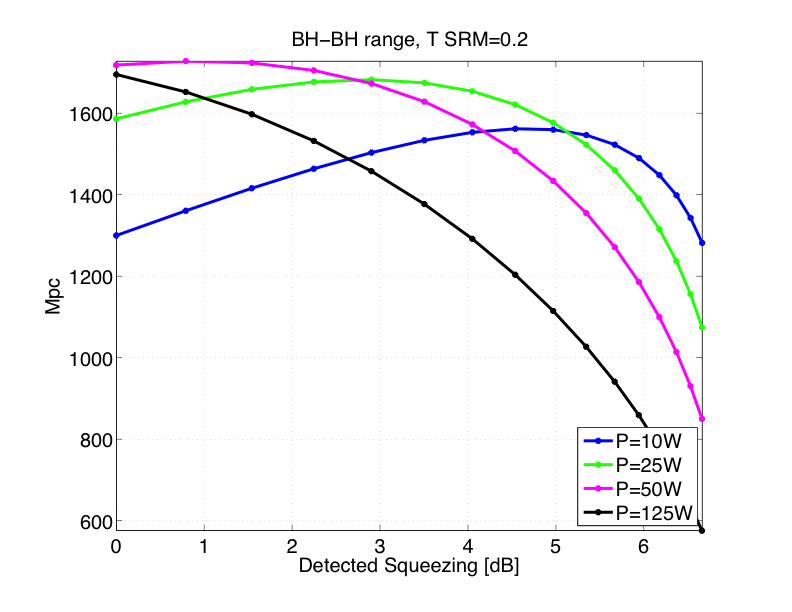 BH−BH range, T SRM=0.2
Mpc
1600
1400
1200
1000
800
600
0 1 2 3 4 5 6
Detected Squeezing [dB]
P=10W
P=25W
P=50W
P=125W